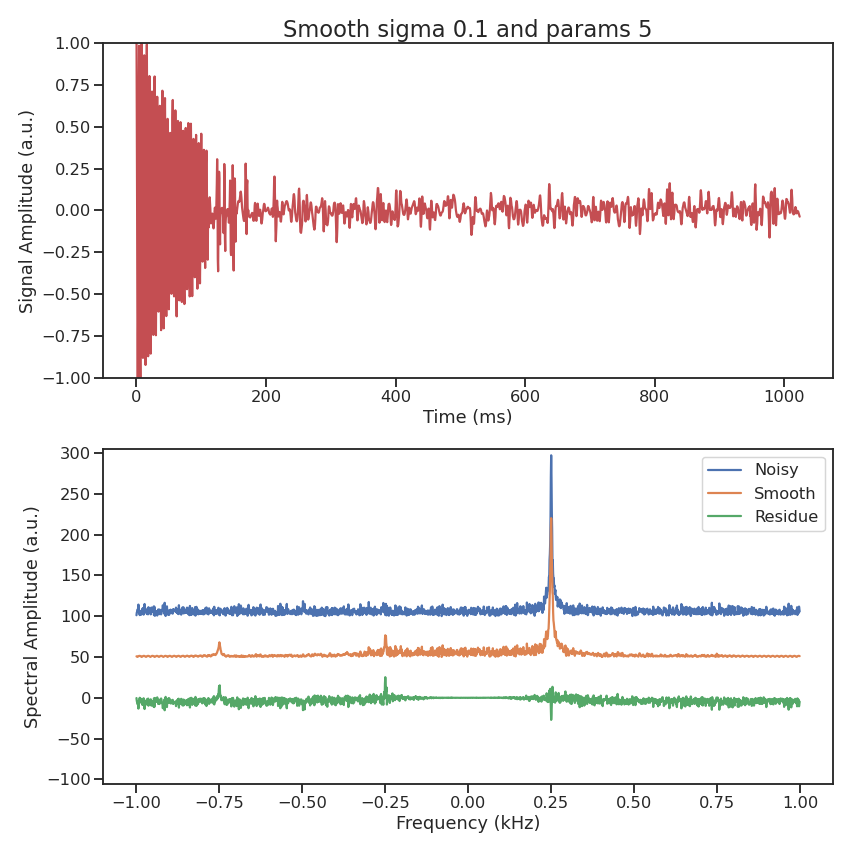 Smooth sigma 0.1 and params 5
1.00
0.75
0.50
0.25
0.00
−0.25
−0.50
−0.75
−1.00
Signal Amplitude (a.u.)
0 200 400 600 800 1000
Time (ms)
300
250
200
150
100
50
0
−50
−100
Spectral Amplitude (a.u.)
Noisy
Smooth
Residue
−1.00 −0.75 −0.50 −0.25 0.00 0.25 0.50 0.75 1.00
Frequency (kHz)